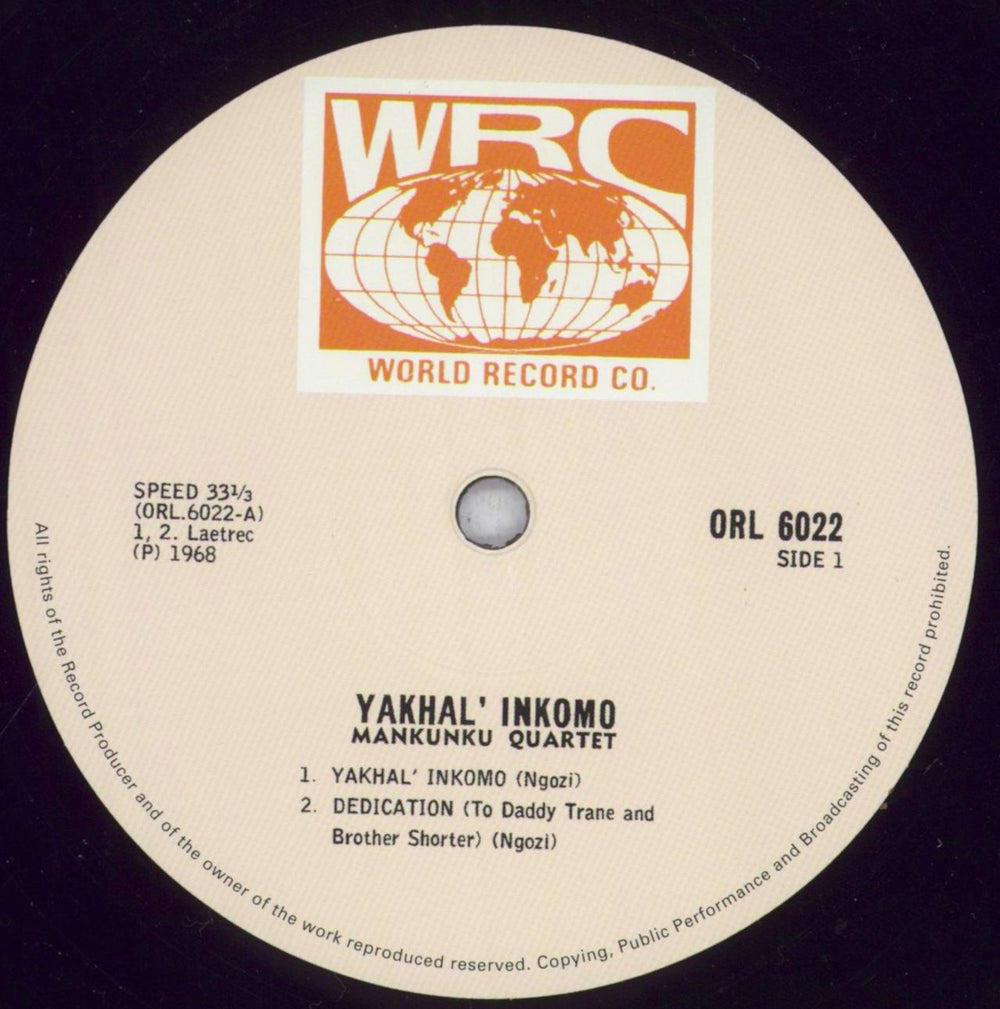 WRC
WORLD RECORD CO.
SPEED 33⅓
(ORL.6022-A)
1, 2. Laetrec
(P) 1968
ORL 6022
SIDE 1
YAKHAL' INKOMO
MANKUNKU QUARTET
1. YAKHAL' INKOMO (Ngozi)
2. DEDICATION (To Daddy Trane and
Brother Shorter) (Ngozi)
All rights of the Record Producer and of the owner of the work reproduced reserved. Copying, Public Performance and Broadcasting of this record prohibited.